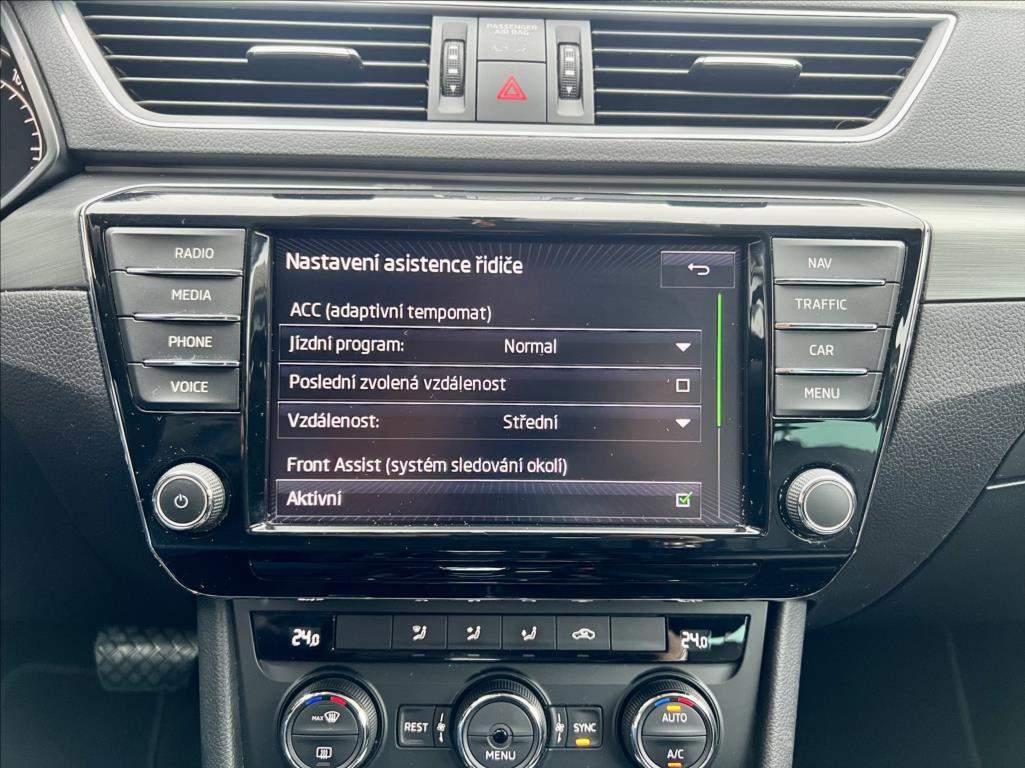 10
PASSENGER
AIR BAG
RADIO
MEDIA
PHONE
VOICE
Nastavení asistence řidiče
ACC (adaptivní tempomat)
Jízdní program: Normal
Poslední zvolená vzdálenost
Vzdálenost: Střední
Front Assist (systém sledování okolí)
Aktivní
NAV
TRAFFIC
CAR
MENU
24,0
24,0
MAX
REST
MENU
SYNC
AUTO
A/C